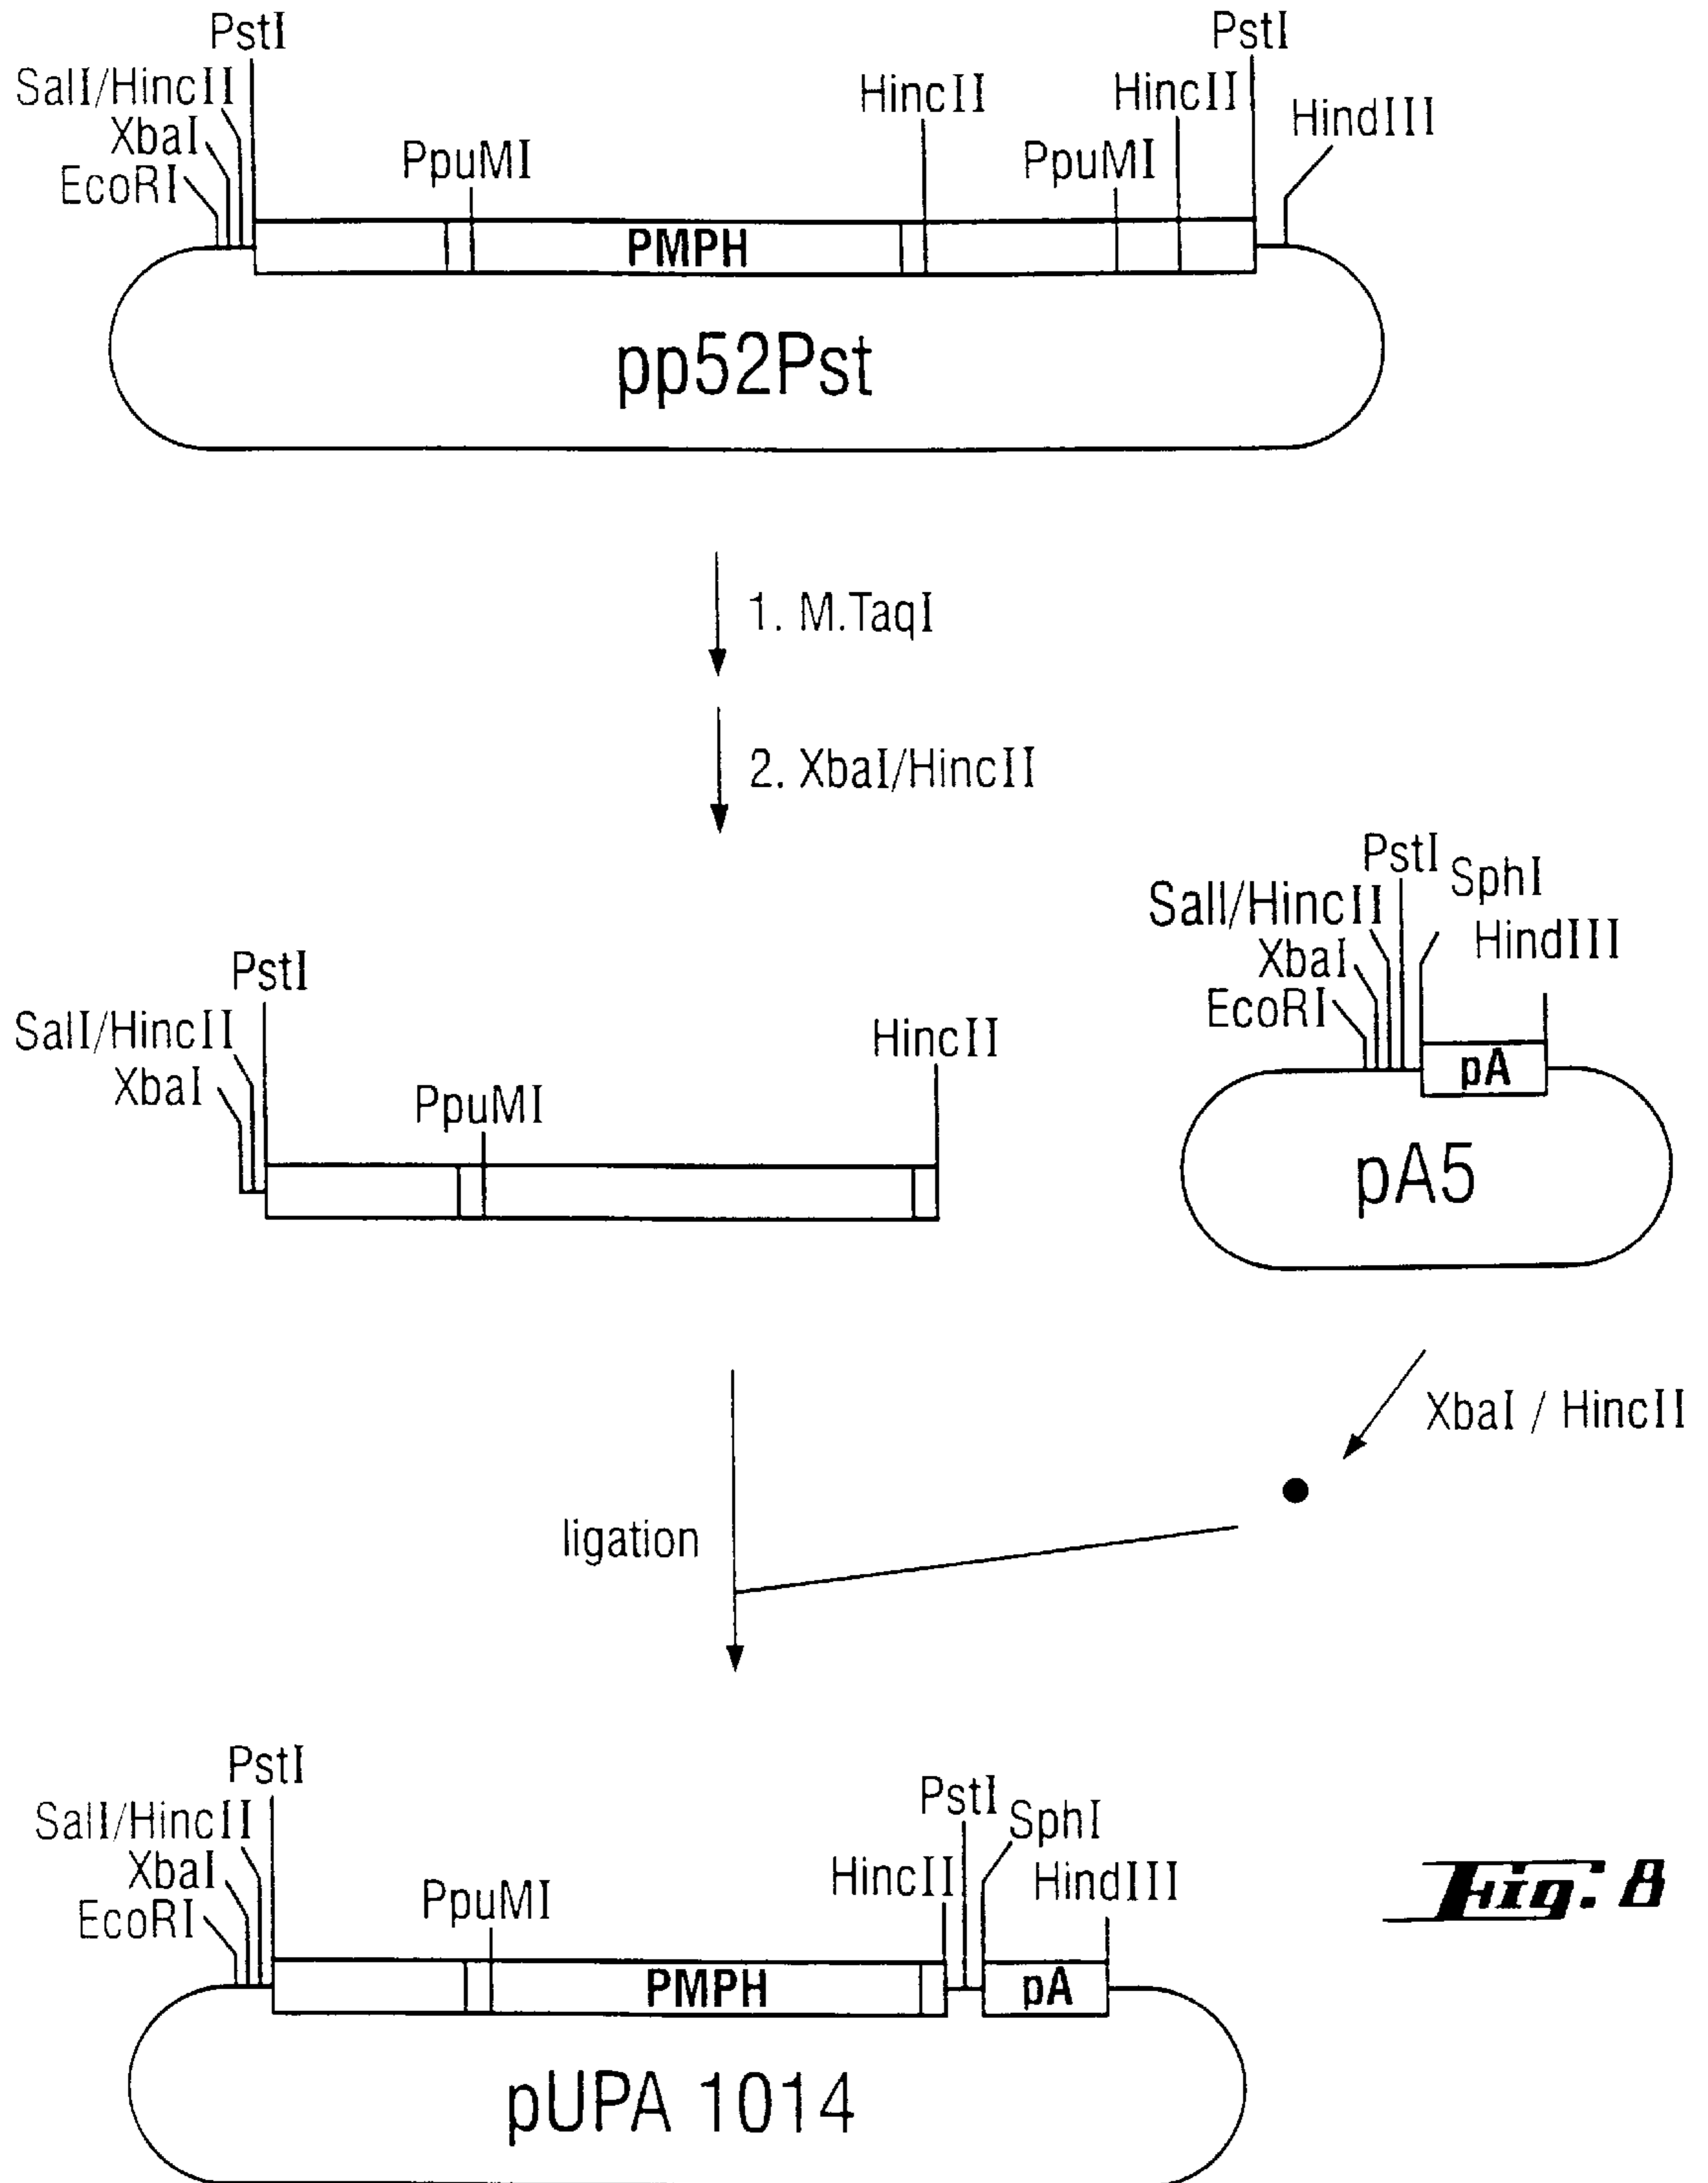 PstI
PstI
SalI/HincII
HincII
HincII
XbaI
HindIII
PpuMI
PpuMI
EcoRI
PMPH
pp52Pst
1. M.TaqI
2. XbaI/HincII
PstI
SphI
SalI/HincII
HindIII
XbaI
EcoRI
pA
pA5
PstI
SalI/HincII
HincII
XbaI
PpuMI
XbaI / HincII
ligation
PstI
PstI
SphI
SalI/HincII
XbaI
HincII
HindIII
PpuMI
EcoRI
PMPH
pA
pUPA 1014
Fig. 8